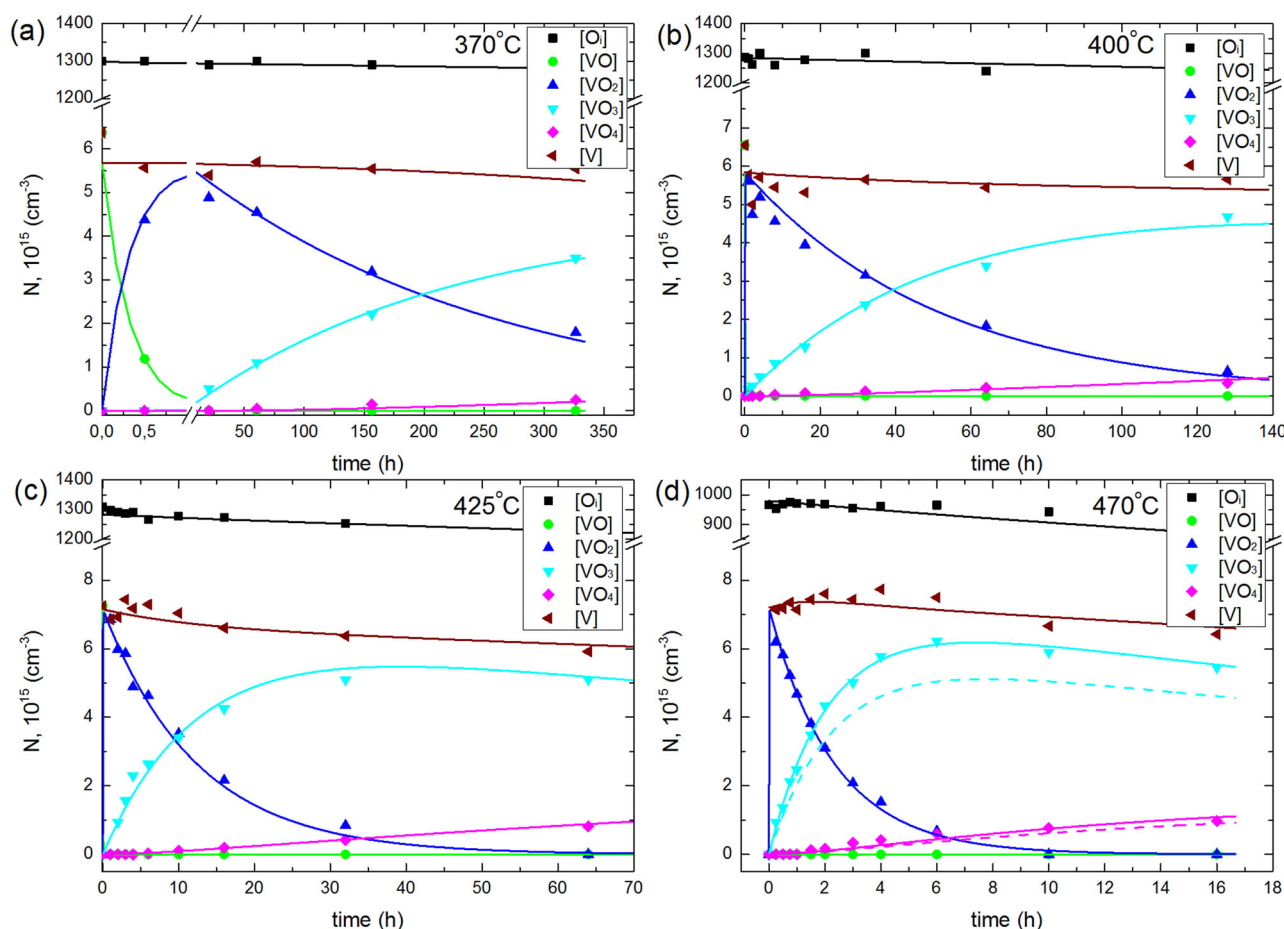 (a)
370°C
[Oi]
[VO]
[VO2]
[VO3]
[VO4]
[V]
1400
1300
1200
1100
6
5
4
3
2
1
0
N, 10^15 (cm^-3)
0,0 0,5 50 100 150 200 250 300 350
time (h)
(b)
400°C
[Oi]
[VO]
[VO2]
[VO3]
[VO4]
[V]
1400
1300
1200
1100
7
6
5
4
3
2
1
0
N, 10^15 (cm^-3)
0 20 40 60 80 100 120 140
time (h)
(c)
425°C
[Oi]
[VO]
[VO2]
[VO3]
[VO4]
[V]
1400
1300
1200
8
6
4
2
0
N, 10^15 (cm^-3)
0 10 20 30 40 50 60 70
time (h)
(d)
470°C
[Oi]
[VO]
[VO2]
[VO3]
[VO4]
[V]
1000
950
900
8
6
4
2
0
N, 10^15 (cm^-3)
0 2 4 6 8 10 12 14 16 18
time (h)